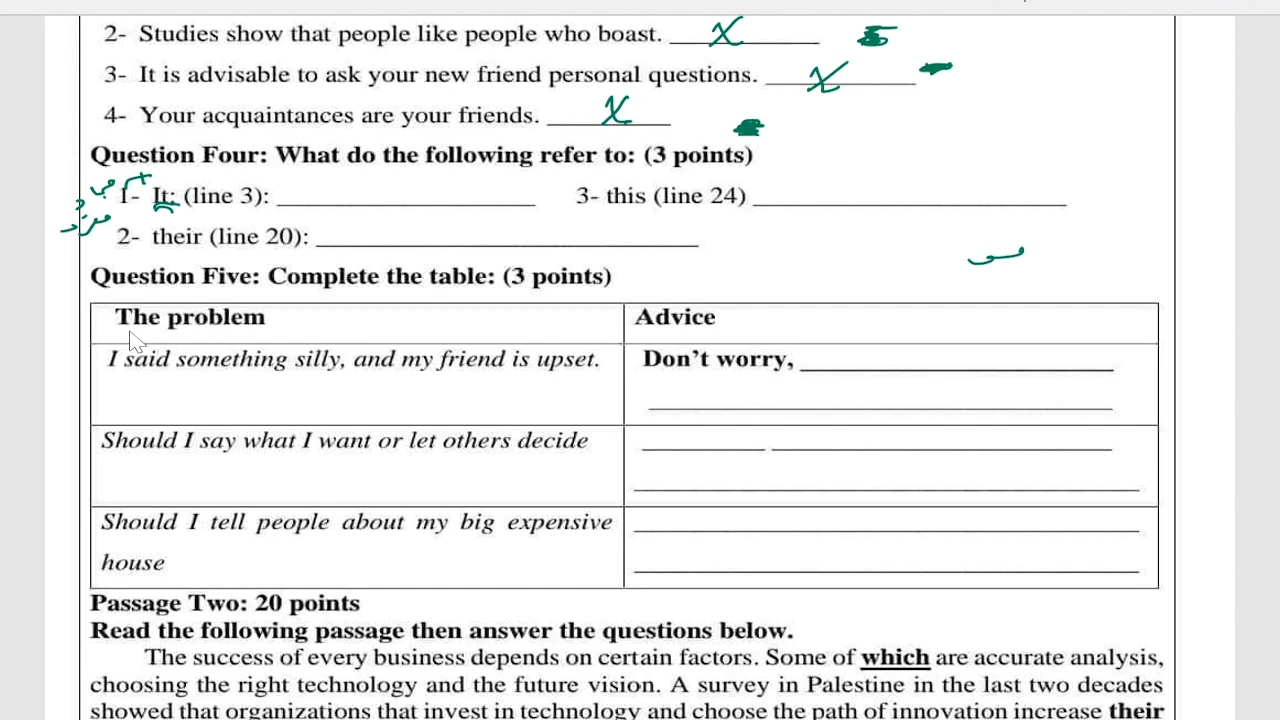 2- Studies show that people like people who boast. X
3- It is advisable to ask your new friend personal questions. X
4- Your acquaintances are your friends. X
Question Four: What do the following refer to: (3 points)
1- It: (line 3): 3- this (line 24)
2- their (line 20):
Question Five: Complete the table: (3 points)
The problem Advice
I said something silly, and my friend is upset. Don't worry,
Should I say what I want or let others decide
Should I tell people about my big expensive
house
Passage Two: 20 points
Read the following passage then answer the questions below.
The success of every business depends on certain factors. Some of which are accurate analysis,
choosing the right technology and the future vision. A survey in Palestine in the last two decades
showed that organizations that invest in technology and choose the path of innovation increase their